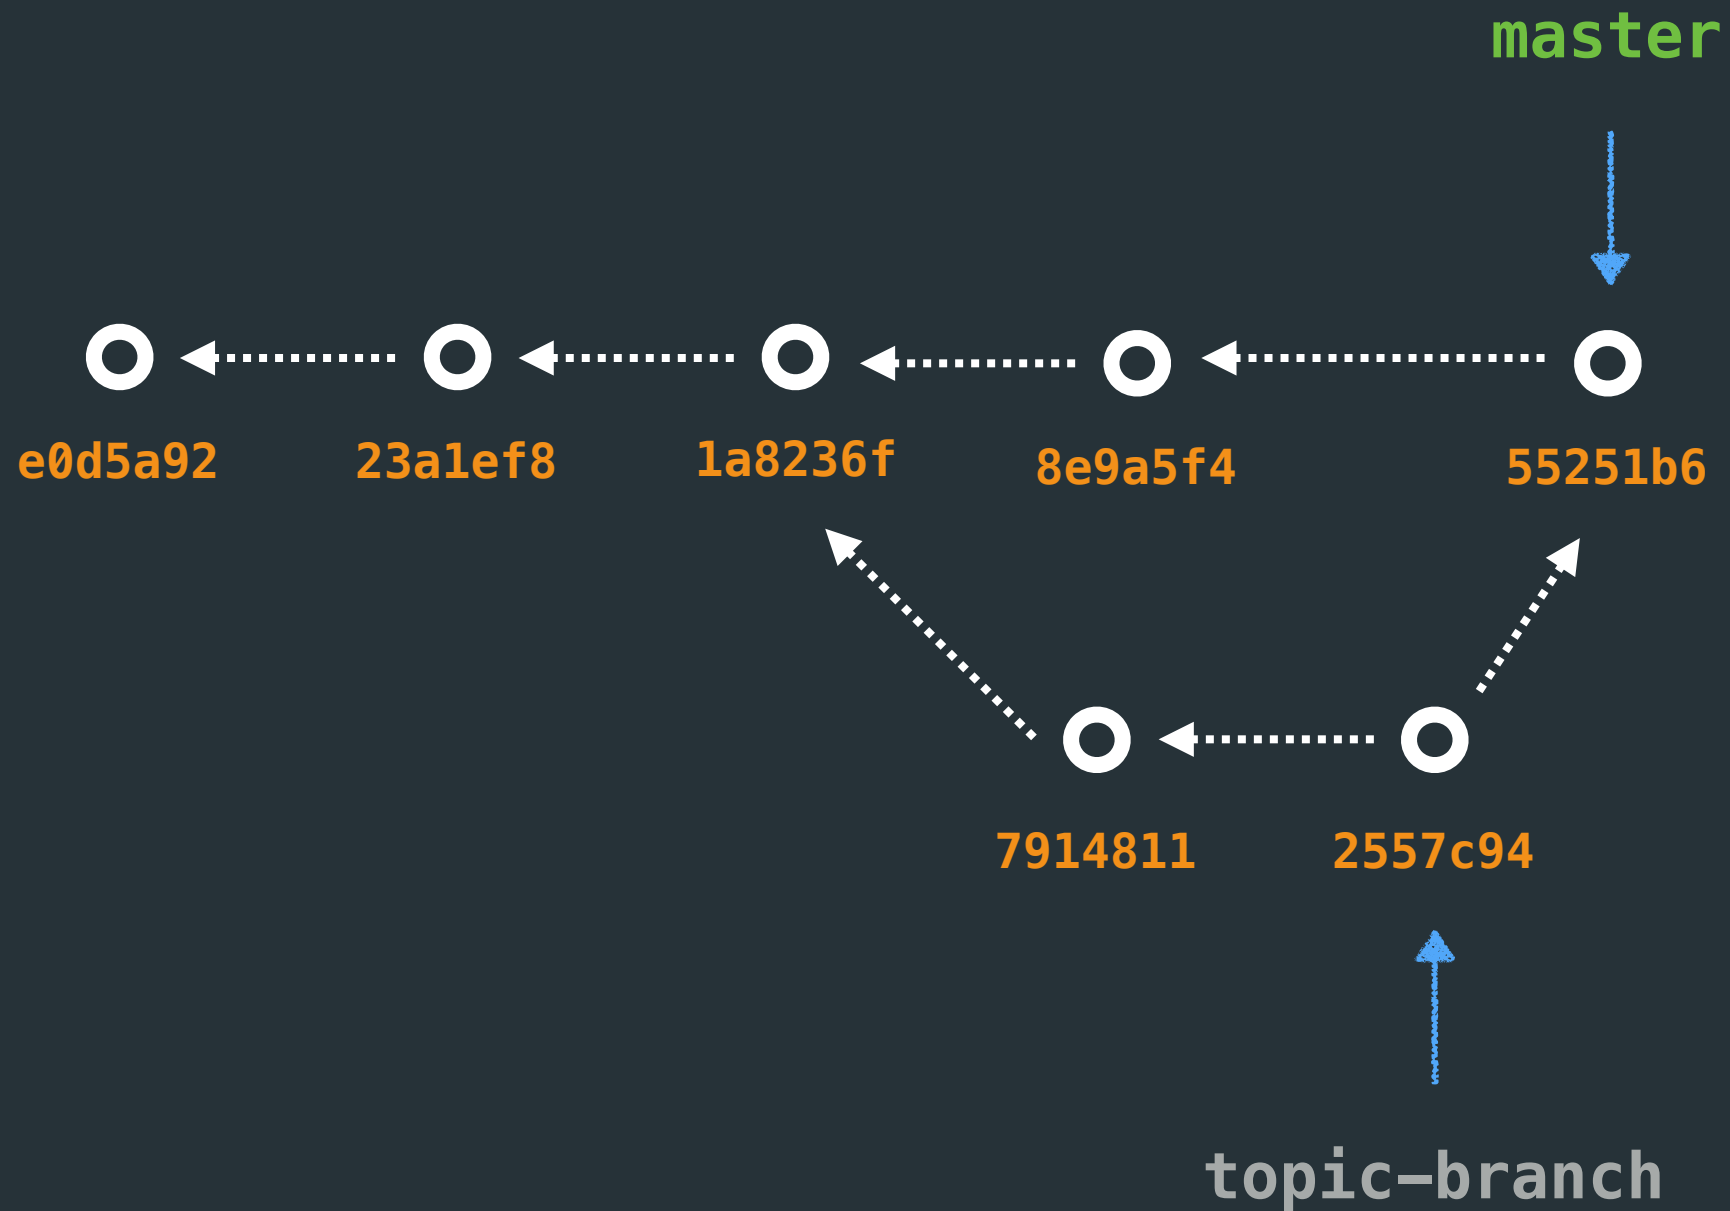 master
e0d5a92
23a1ef8
1a8236f
8e9a5f4
55251b6
7914811
2557c94
topic-branch